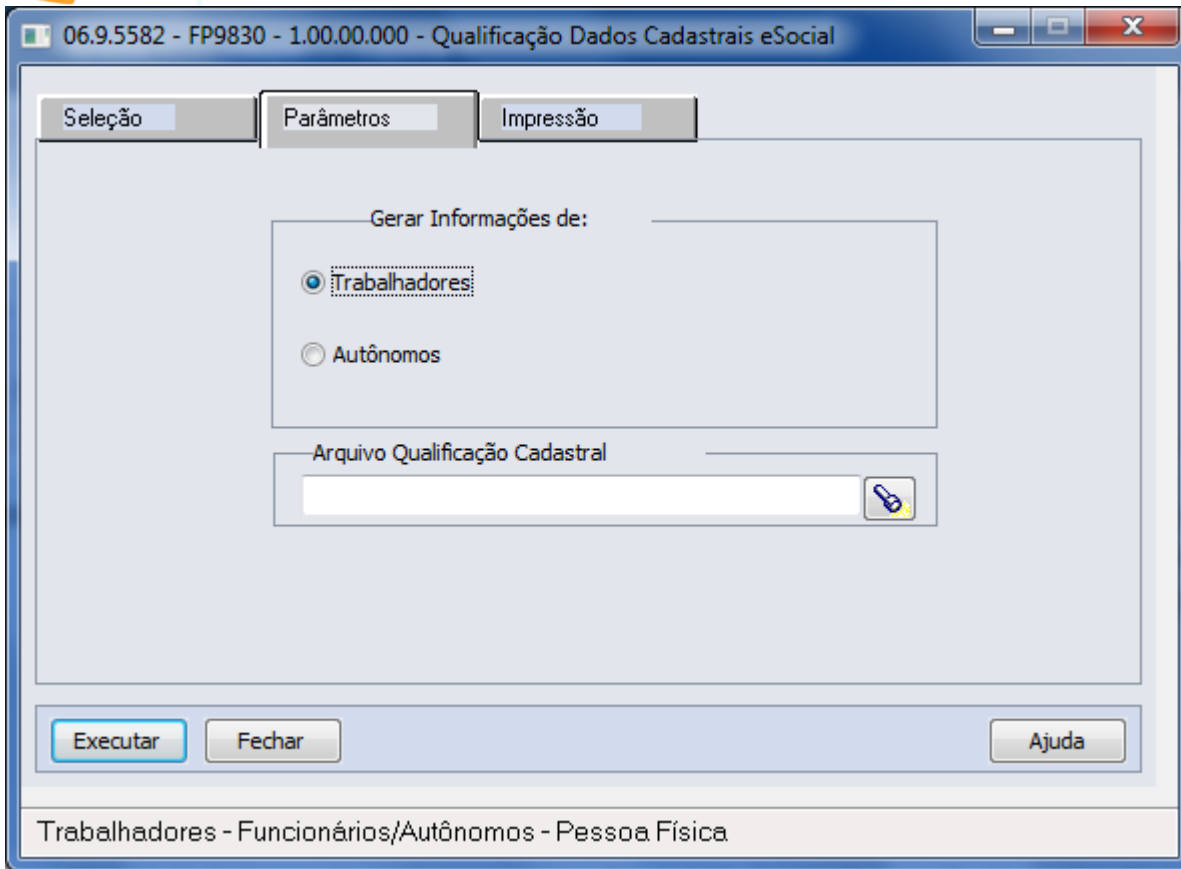 06.9.5582 - FP9830 - 1.00.00.000 - Qualificação Dados Cadastrais eSocial
Seleção
Parâmetros
Impressão
Gerar Informações de:
Trabalhadores
Autônomos
Arquivo Qualificação Cadastral
Executar
Fechar
Ajuda
Trabalhadores - Funcionários/Autônomos - Pessoa Física